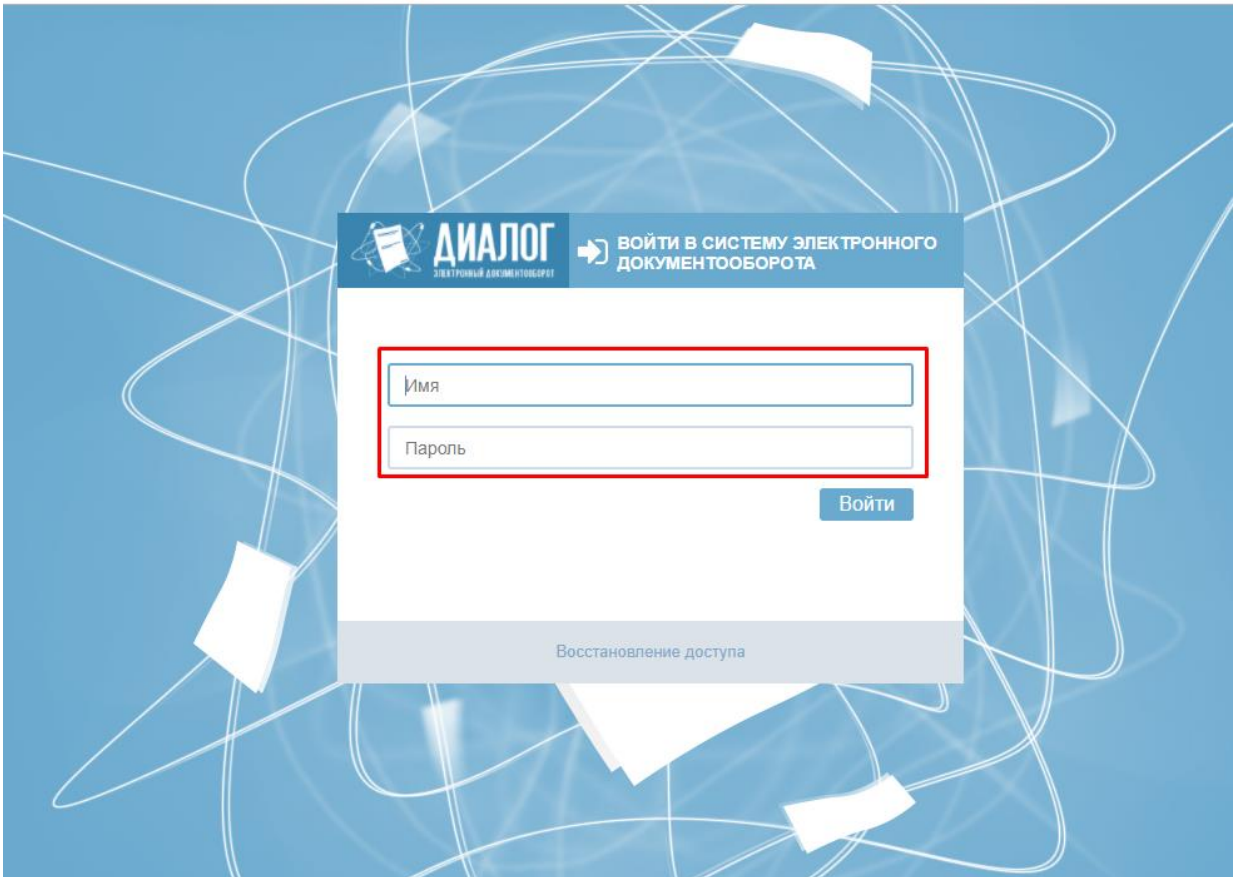 ДИАЛОГ
ЭЛЕКТРОННЫЙ ДОКУМЕНТООБОРОТ
ВОЙТИ В СИСТЕМУ ЭЛЕКТРОННОГО
ДОКУМЕНТООБОРОТА
Имя
Пароль
Войти
Восстановление доступа